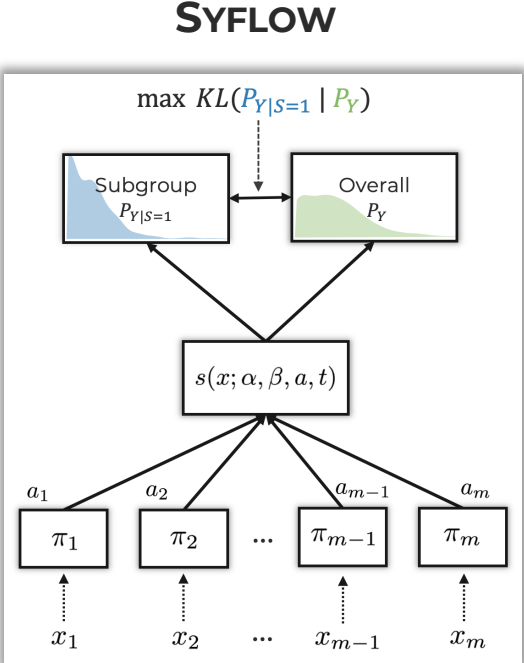 SYFLOW
max KL(P_{Y|S=1} | P_Y)
Subgroup
P_{Y|S=1}
Overall
P_Y
s(x; α, β, a, t)
a_1 a_2 a_{m−1} a_m
π_1 π_2 ... π_{m−1} π_m
x_1 x_2 ... x_{m−1} x_m